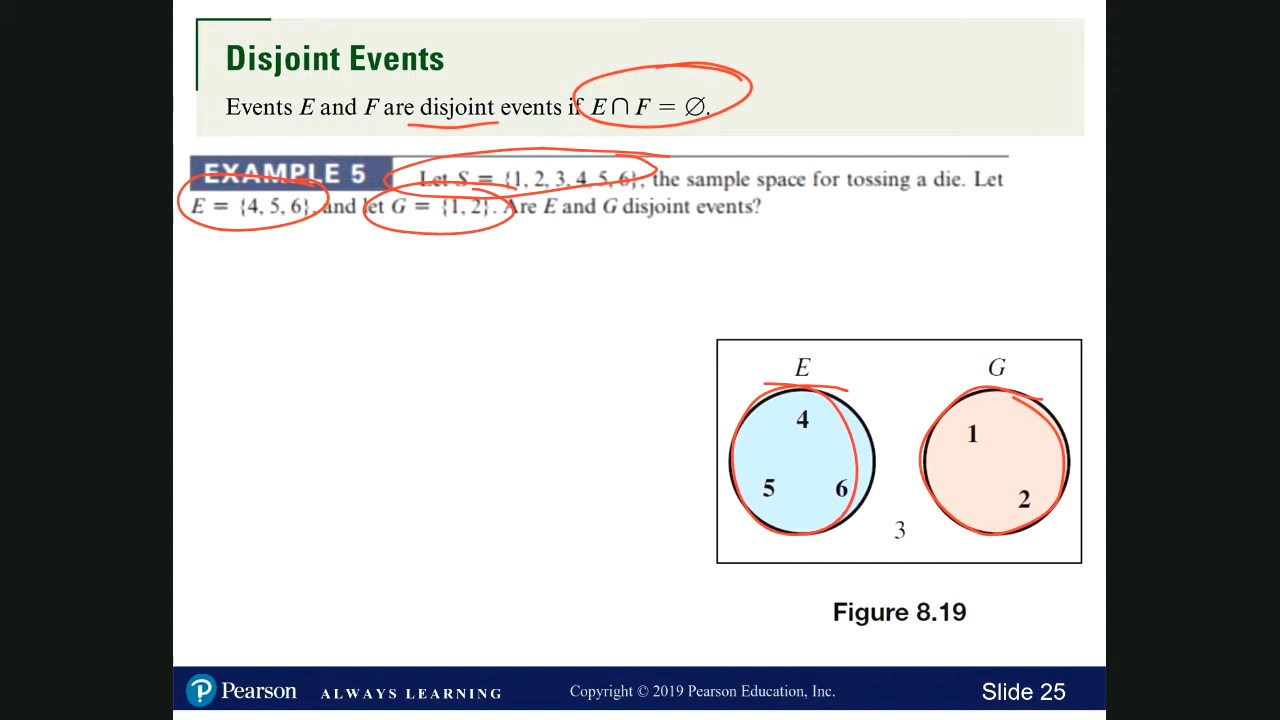 Disjoint Events
Events E and F are disjoint events if E ∩ F = ∅.
EXAMPLE 5 Let S = {1, 2, 3, 4, 5, 6}, the sample space for tossing a die. Let
E = {4, 5, 6}, and let G = {1, 2}. Are E and G disjoint events?
E G
4
1
5 6
2
3
Figure 8.19
Pearson ALWAYS LEARNING Copyright © 2019 Pearson Education, Inc. Slide 25